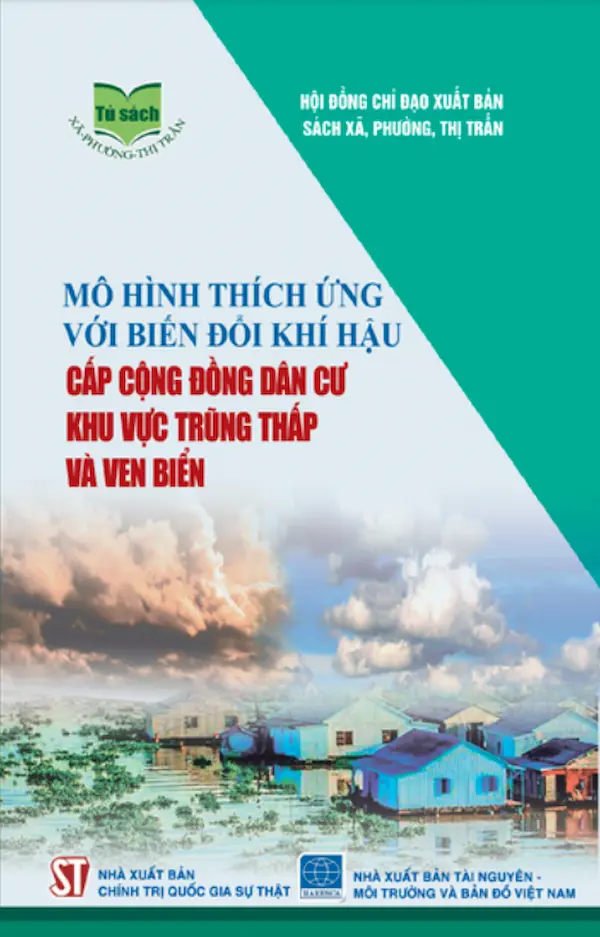 Tủ sách
XÃ-PHƯỜNG-THỊ TRẤN
HỘI ĐỒNG CHỈ ĐẠO XUẤT BẢN
SÁCH XÃ, PHƯỜNG, THỊ TRẤN
MÔ HÌNH THÍCH ỨNG
VỚI BIẾN ĐỔI KHÍ HẬU
CẤP CỘNG ĐỒNG DÂN CƯ
KHU VỰC TRŨNG THẤP
VÀ VEN BIỂN
ST
NHÀ XUẤT BẢN
CHÍNH TRỊ QUỐC GIA SỰ THẬT
NHÀ XUẤT BẢN TÀI NGUYÊN -
MÔI TRƯỜNG VÀ BẢN ĐỒ VIỆT NAM